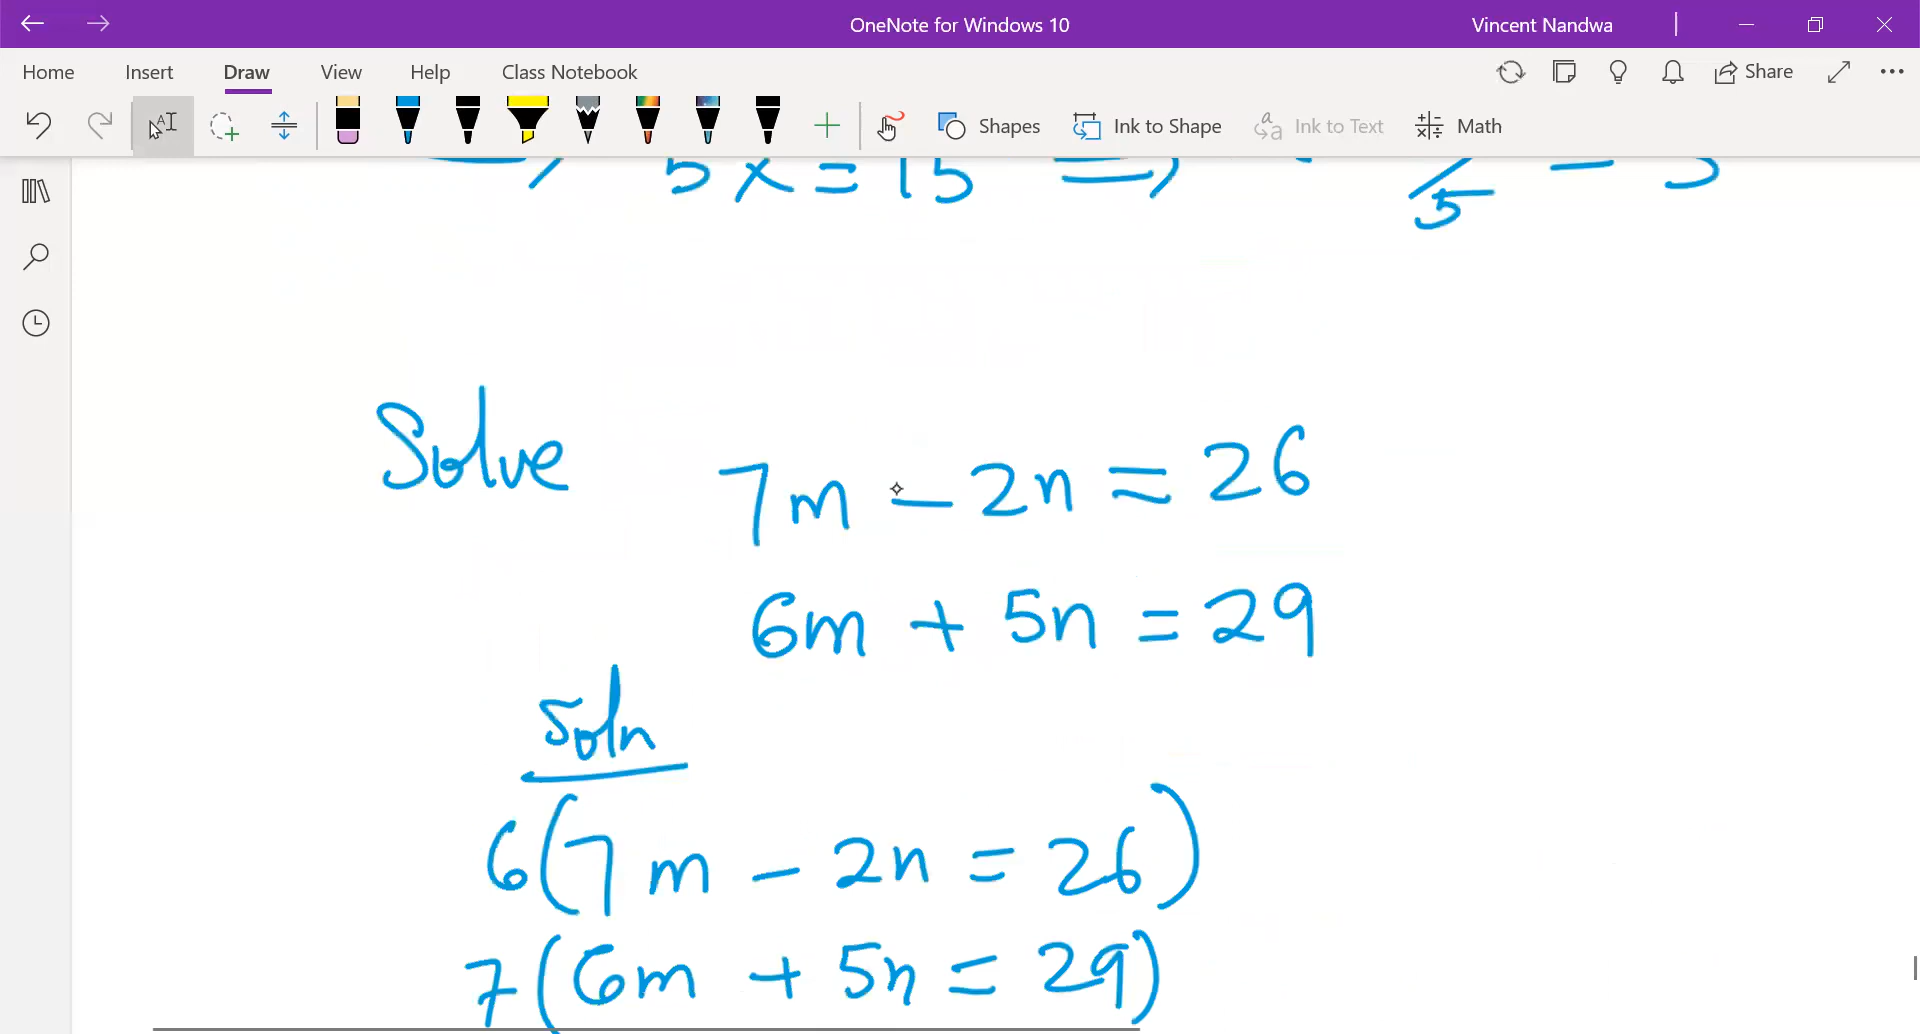 OneNote for Windows 10
Vincent Nandwa
Home Insert Draw View Help Class Notebook
Share
Shapes Ink to Shape Ink to Text Math
5x = 15
5
Solve
7m - 2n = 26
6m + 5n = 29
Soln
6(7m - 2n = 26)
7(6m + 5n = 29)